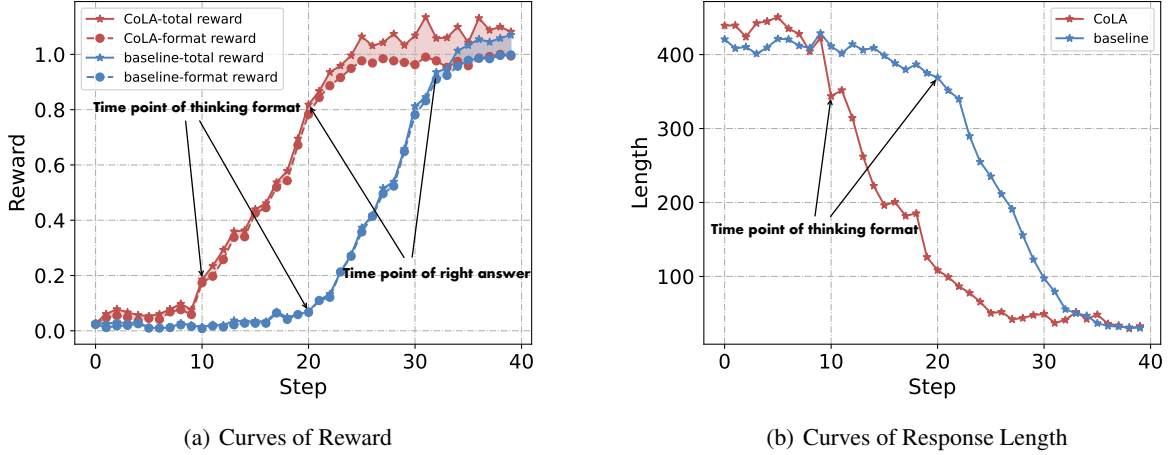 CoLA-total reward
CoLA-format reward
baseline-total reward
baseline-format reward
Time point of thinking format
Time point of right answer
Reward
1.0
0.8
0.6
0.4
0.2
0.0
0
10
20
30
40
Step
(a) Curves of Reward
CoLA
baseline
Time point of thinking format
Length
400
300
200
100
0
10
20
30
40
Step
(b) Curves of Response Length